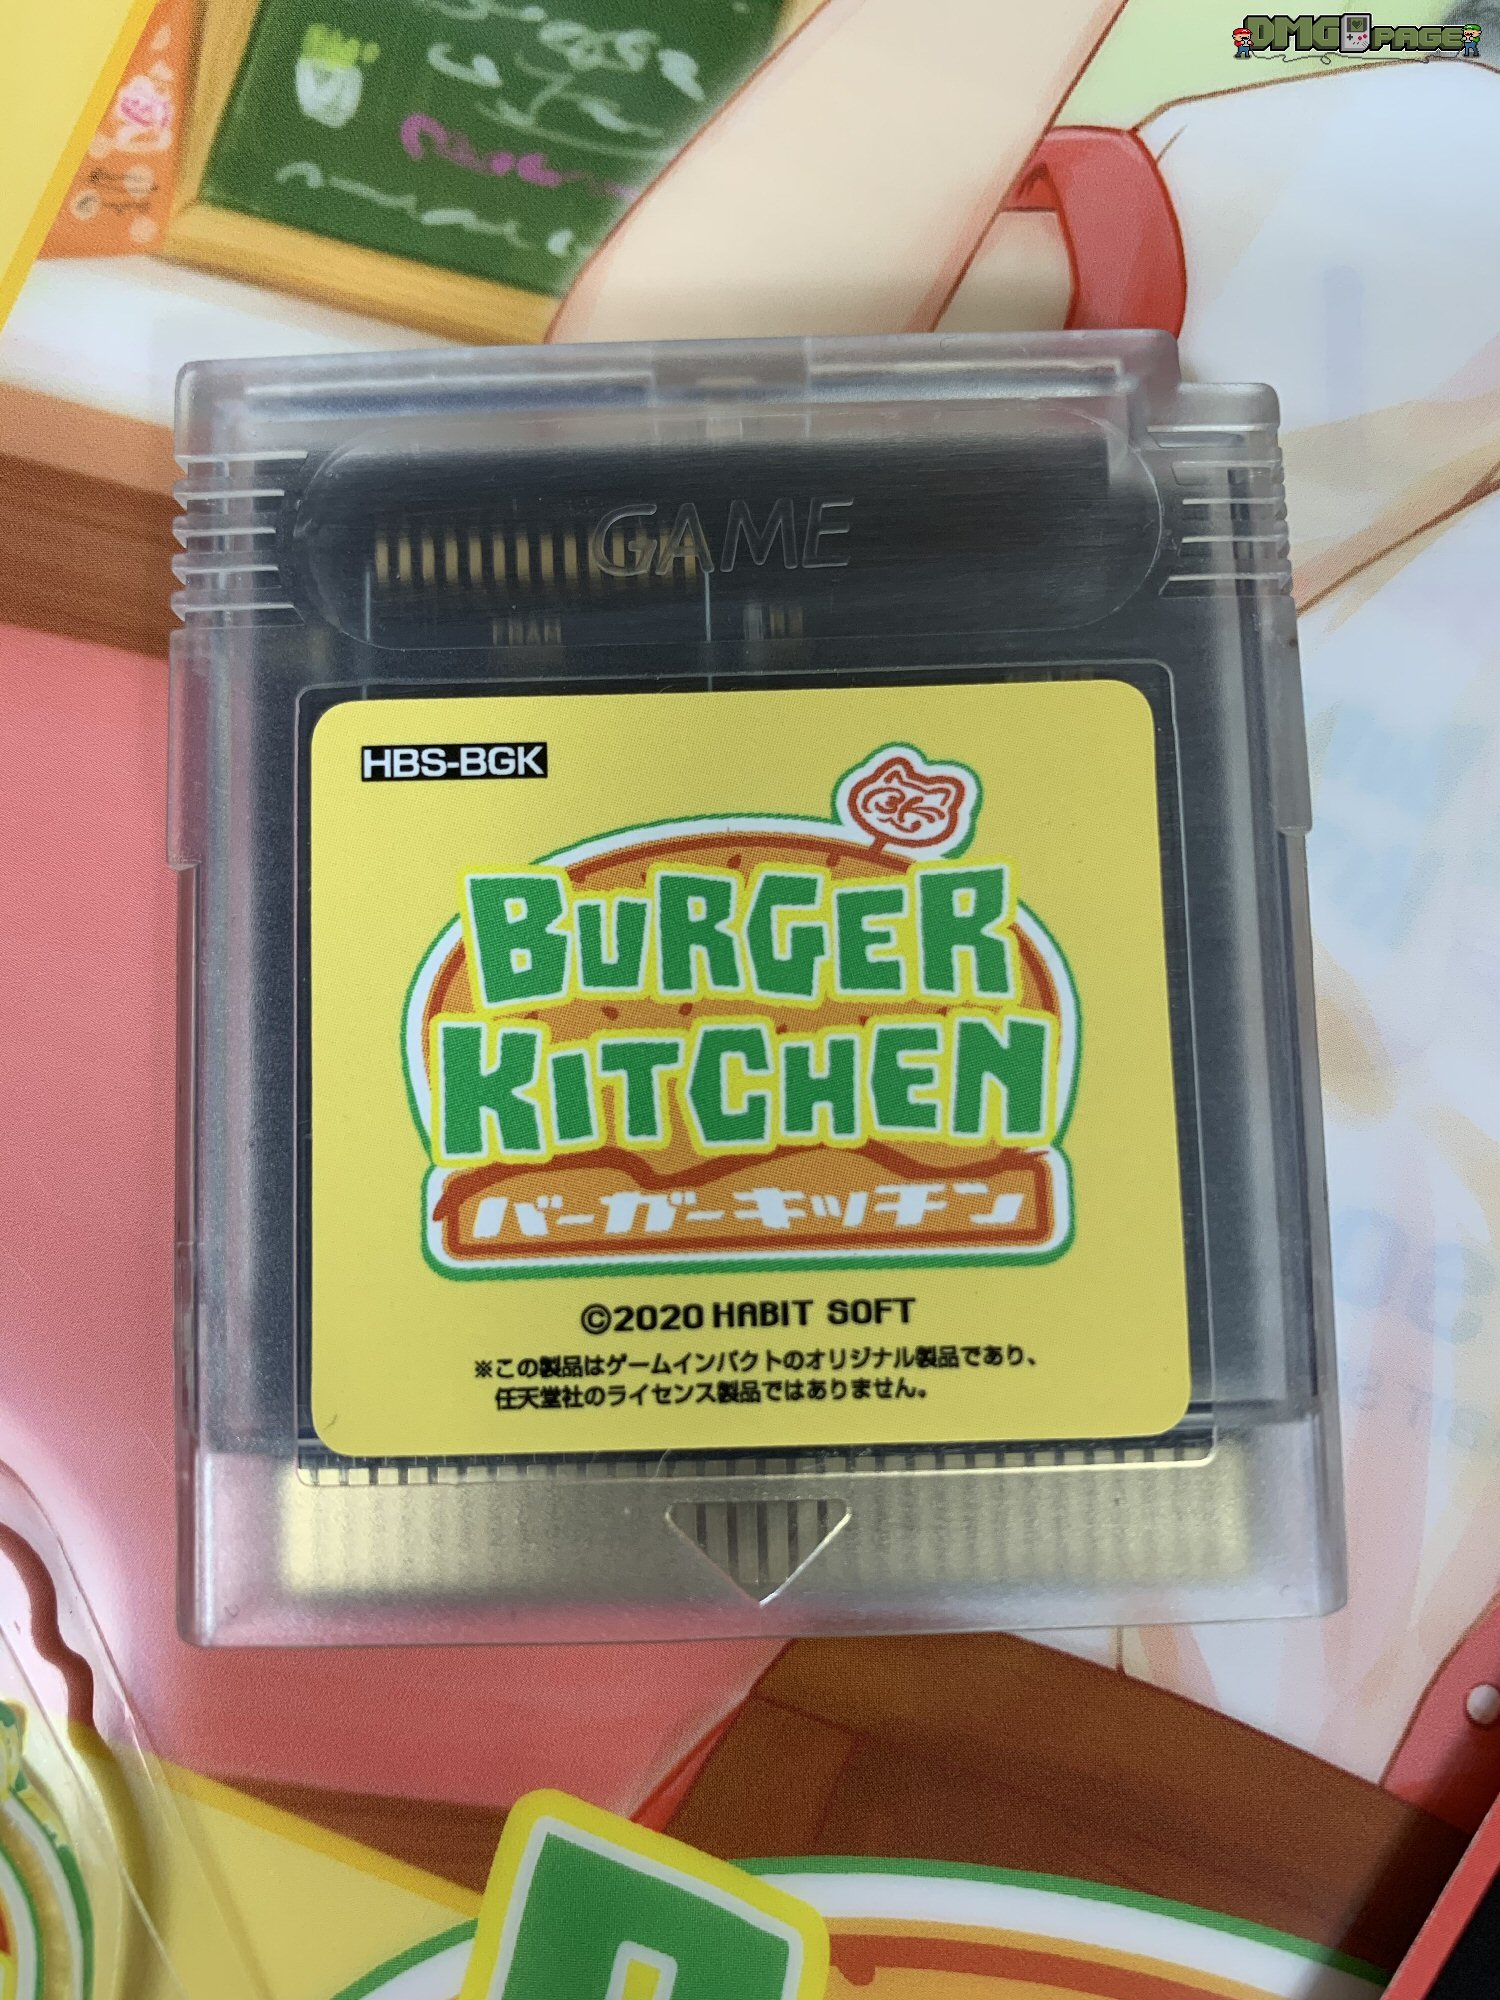 DMG PAGE
GAME
FRAM
HBS-BGK
BURGER
KITCHEN
バーガーキッチン
©2020 HABIT SOFT
※この製品はゲームインパクトのオリジナル製品であり、
任天堂社のライセンス製品ではありません。